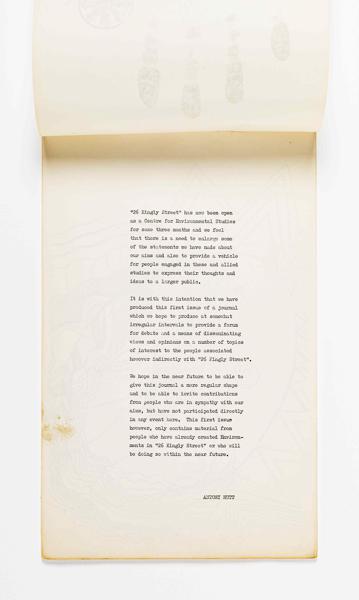 "26 Kingly Street" has now been open
as a Centre for Environmental Studies
for some three months and we feel
that there is a need to enlarge some
of the statements we have made about
our aims and also to provide a vehicle
for people engaged in these and allied
studies to express their thoughts and
ideas to a larger public.
It is with this intention that we have
produced this first issue of a journal
which we hope to produce at somewhat
irregular intervals to provide a forum
for debate and a means of disseminating
views and opinions on a number of topics
of interest to the people associated
however indirectly with "26 Kingly Street".
We hope in the near future to be able to
give this journal a more regular shape
and to be able to invite contributions
from people who are in sympathy with our
aims, but have not participated directly
in any event here. This first issue
however, only contains material from
people who have already created Environ-
ments in "26 Kingly Street" or who will
be doing so within the near future.
ANTONY HUTT